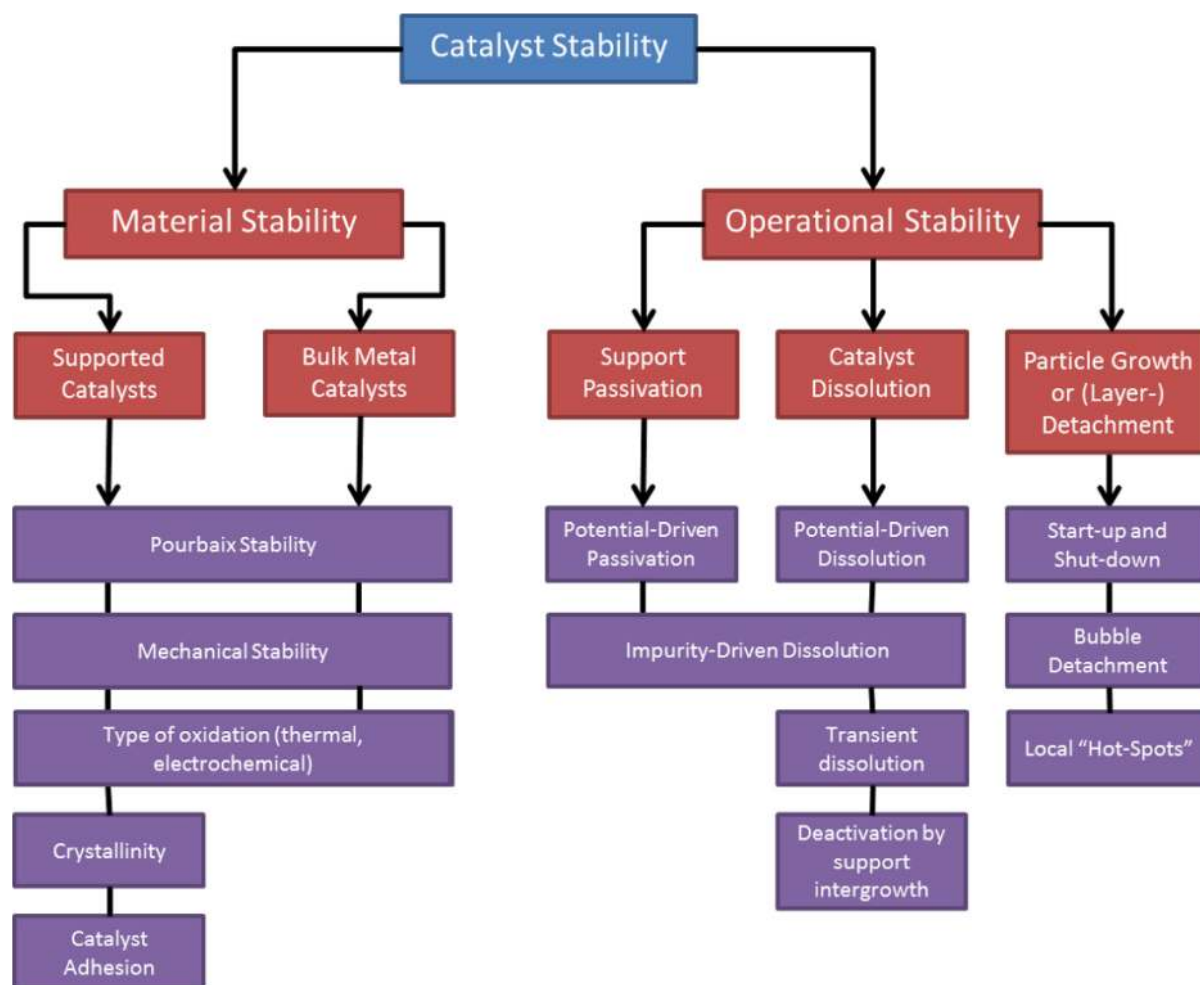 Catalyst Stability
Material Stability
Operational Stability
Supported
Catalysts
Bulk Metal
Catalysts
Support
Passivation
Catalyst
Dissolution
Particle Growth
or (Layer-)
Detachment
Pourbaix Stability
Potential-Driven
Passivation
Potential-Driven
Dissolution
Start-up and
Shut-down
Mechanical Stability
Impurity-Driven Dissolution
Bubble
Detachment
Type of oxidation (thermal,
electrochemical)
Transient
dissolution
Local “Hot-Spots”
Crystallinity
Deactivation by
support
intergrowth
Catalyst
Adhesion